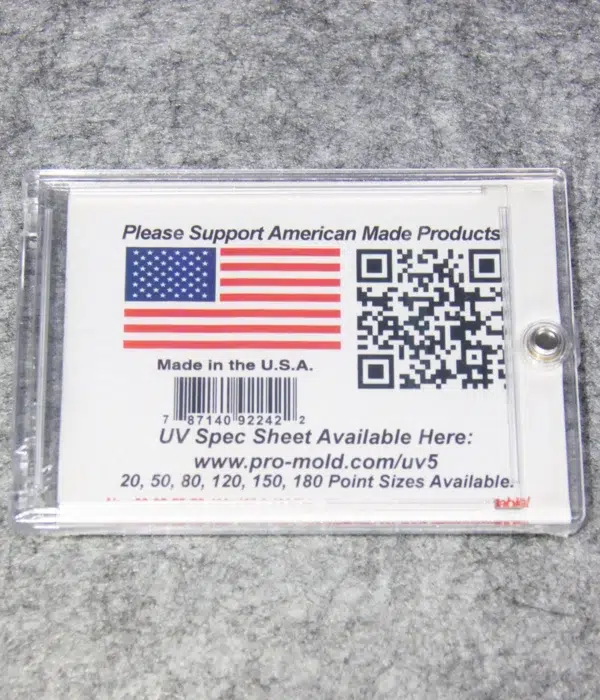 Please Support American Made Products
Made in the U.S.A.
7 87140 92242 2
UV Spec Sheet Available Here:
www.pro-mold.com/uv5
20, 50, 80, 120, 150, 180 Point Sizes Available.